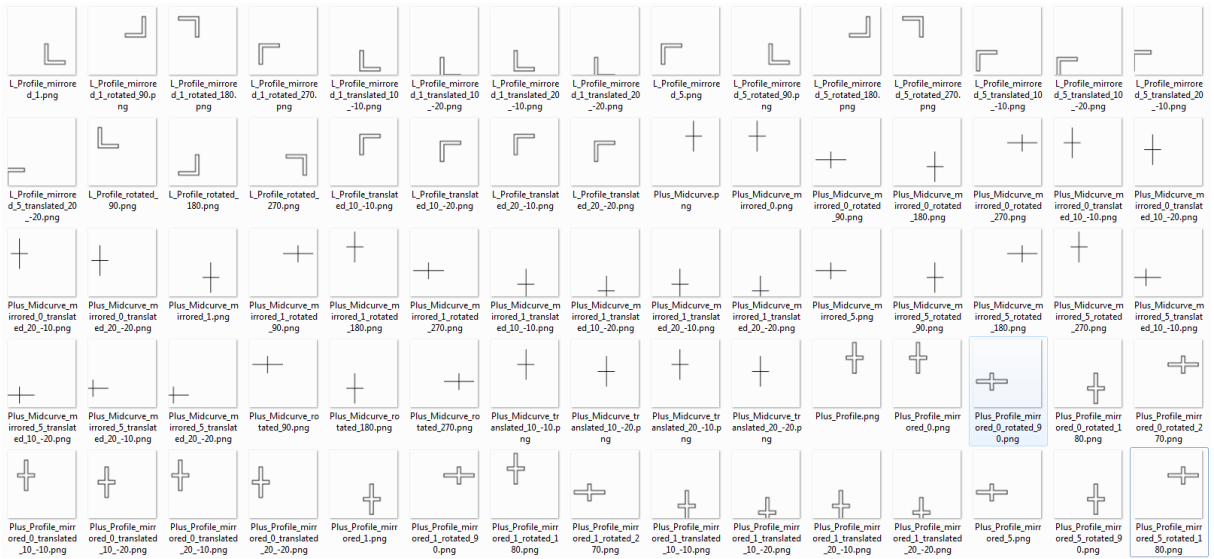 L_Profile_mirrore L_Profile_mirrore L_Profile_mirrore L_Profile_mirrore L_Profile_mirrore L_Profile_mirrore L_Profile_mirrore L_Profile_mirrore L_Profile_mirrore L_Profile_mirrore L_Profile_mirrore L_Profile_mirrore L_Profile_mirrore L_Profile_mirrore L_Profile_mirrore
d_1.png d_1_rotated_90.p d_1_rotated_180. d_1_rotated_270. d_1_translated_10 d_1_translated_10 d_1_translated_20 d_1_translated_20 d_5.png d_5_rotated_90.p d_5_rotated_180. d_5_rotated_270. d_5_translated_10 d_5_translated_10 d_5_translated_20
ng png png _-10.png _-20.png _-10.png _-20.png ng png png _-10.png _-20.png _-10.png
L_Profile_mirrore L_Profile_rotated_ L_Profile_rotated_ L_Profile_rotated_ L_Profile_translat L_Profile_translat L_Profile_translat L_Profile_translat Plus_Midcurve.p Plus_Midcurve_m Plus_Midcurve_m Plus_Midcurve_m Plus_Midcurve_m Plus_Midcurve_m Plus_Midcurve_m
d_5_translated_20 90.png 180.png 270.png ed_10_-10.png ed_10_-20.png ed_20_-10.png ed_20_-20.png ng irrored_0.png irrored_0_rotated irrored_0_rotated irrored_0_rotated irrored_0_translat irrored_0_translat
_-20.png _90.png _180.png _270.png ed_10_-10.png ed_10_-20.png
Plus_Midcurve_m Plus_Midcurve_m Plus_Midcurve_m Plus_Midcurve_m Plus_Midcurve_m Plus_Midcurve_m Plus_Midcurve_m Plus_Midcurve_m Plus_Midcurve_m Plus_Midcurve_m Plus_Midcurve_m Plus_Midcurve_m Plus_Midcurve_m Plus_Midcurve_m Plus_Midcurve_m
irrored_0_translat irrored_0_translat irrored_1.png irrored_1_rotated irrored_1_rotated irrored_1_rotated irrored_1_translat irrored_1_translat irrored_1_translat irrored_1_translat irrored_5.png irrored_5_rotated irrored_5_rotated irrored_5_rotated irrored_5_translat
ed_20_-10.png ed_20_-20.png _90.png _180.png _270.png ed_10_-10.png ed_10_-20.png ed_20_-10.png ed_20_-20.png _90.png _180.png _270.png ed_10_-10.png
Plus_Midcurve_m Plus_Midcurve_m Plus_Midcurve_m Plus_Midcurve_ro Plus_Midcurve_ro Plus_Midcurve_ro Plus_Midcurve_tr Plus_Midcurve_tr Plus_Midcurve_tr Plus_Midcurve_tr Plus_Profile.png Plus_Profile_mirr Plus_Profile_mirr Plus_Profile_mirr Plus_Profile_mirr
irrored_5_translat irrored_5_translat irrored_5_translat tated_90.png tated_180.png tated_270.png anslated_10_-10.p anslated_10_-20.p anslated_20_-10.p anslated_20_-20.p ored_0.png ored_0_rotated_9 ored_0_rotated_1 ored_0_rotated_2
ed_10_-20.png ed_20_-10.png ed_20_-20.png ng ng ng ng 0.png 80.png 70.png
Plus_Profile_mirr Plus_Profile_mirr Plus_Profile_mirr Plus_Profile_mirr Plus_Profile_mirr Plus_Profile_mirr Plus_Profile_mirr Plus_Profile_mirr Plus_Profile_mirr Plus_Profile_mirr Plus_Profile_mirr Plus_Profile_mirr Plus_Profile_mirr Plus_Profile_mirr Plus_Profile_mirr
ored_0_translated ored_0_translated ored_0_translated ored_0_translated ored_1.png ored_1_rotated_9 ored_1_rotated_1 ored_1_rotated_2 ored_1_translated ored_1_translated ored_1_translated ored_1_translated ored_5.png ored_5_rotated_9 ored_5_rotated_1
_10_-10.png _10_-20.png _20_-10.png _20_-20.png 0.png 80.png 70.png _10_-10.png _10_-20.png _20_-10.png _20_-20.png 0.png 80.png